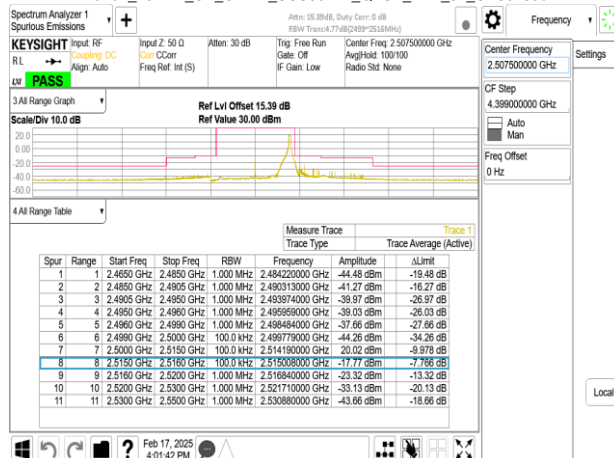 Spectrum Analyzer 1
Spurious Emissions
Attn: 15.39dB, Duty Corr: 0 dB
RBW Trans:4.77dB(2499~2516MHz)
Frequency
KEYSIGHT
Input: RF
Input Z: 50 Ω
Atten: 30 dB
Trig: Free Run
Center Freq: 2.507500000 GHz
RL
Coupling: DC
Corr CCorr
Gate: Off
Avg|Hold: 100/100
Align: Auto
Freq Ref: Int (S)
IF Gain: Low
Radio Std: None
LXI
PASS
3 All Range Graph
Ref Lvl Offset 15.39 dB
Scale/Div 10.0 dB
Ref Value 30.00 dBm
20.0
0.00
-20.0
-40.0
-60.0
4 All Range Table
Measure Trace
Trace 1
Trace Type
Trace Average (Active)
Spur Range Start Freq Stop Freq RBW Frequency Amplitude ΔLimit
1 1 2.4650 GHz 2.4850 GHz 1.000 MHz 2.484220000 GHz -44.48 dBm -19.48 dB
2 2 2.4850 GHz 2.4905 GHz 1.000 MHz 2.490313000 GHz -41.27 dBm -16.27 dB
3 3 2.4905 GHz 2.4950 GHz 1.000 MHz 2.493974000 GHz -39.97 dBm -26.97 dB
4 4 2.4950 GHz 2.4960 GHz 1.000 MHz 2.495959000 GHz -39.03 dBm -26.03 dB
5 5 2.4960 GHz 2.4990 GHz 1.000 MHz 2.498484000 GHz -37.66 dBm -27.66 dB
6 6 2.4990 GHz 2.5000 GHz 100.0 kHz 2.499779000 GHz -44.26 dBm -34.26 dB
7 7 2.5000 GHz 2.5150 GHz 100.0 kHz 2.514190000 GHz 20.02 dBm -9.978 dB
8 8 2.5150 GHz 2.5160 GHz 100.0 kHz 2.515008000 GHz -17.77 dBm -7.766 dB
9 9 2.5160 GHz 2.5200 GHz 1.000 MHz 2.516840000 GHz -23.32 dBm -13.32 dB
10 10 2.5200 GHz 2.5300 GHz 1.000 MHz 2.521710000 GHz -33.13 dBm -20.13 dB
11 11 2.5300 GHz 2.5500 GHz 1.000 MHz 2.530880000 GHz -43.66 dBm -18.66 dB
Center Frequency
2.507500000 GHz
Settings
CF Step
4.399000000 GHz
Auto
Man
Freq Offset
0 Hz
Local
?
Feb 17, 2025
4:01:42 PM